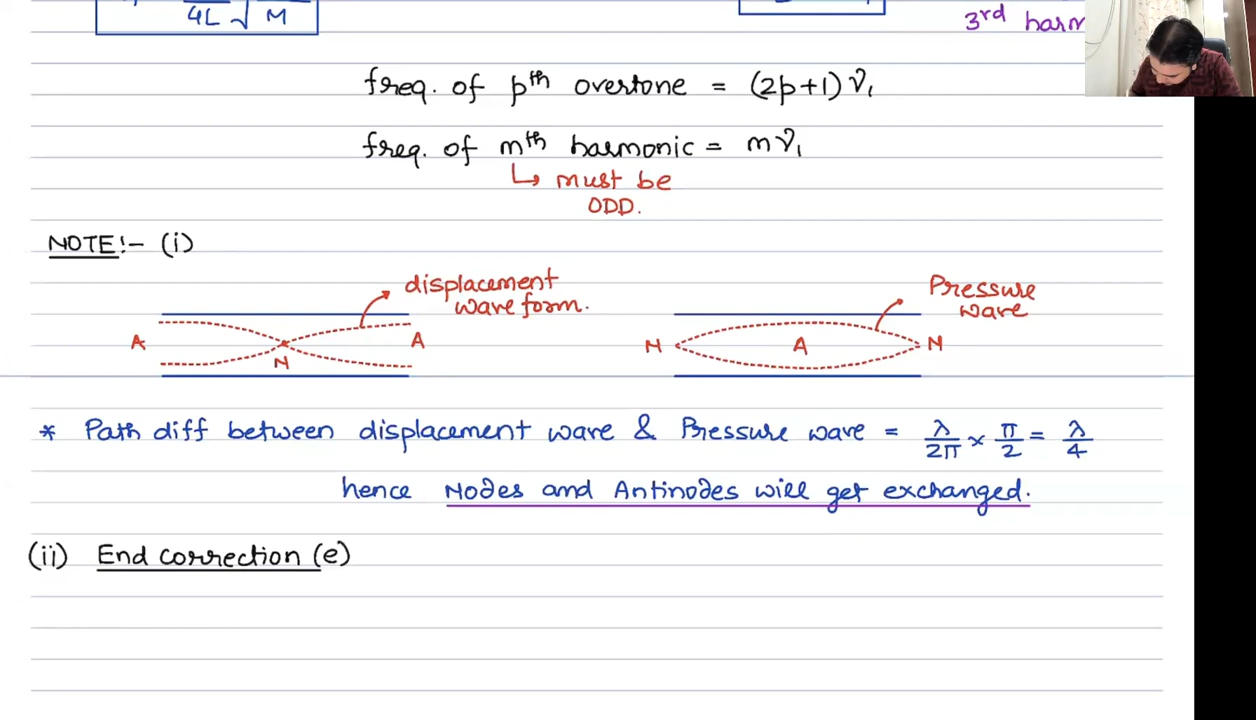 4L √ M
3rd harm
freq. of pth overtone = (2p+1) ν₁
freq. of mth harmonic = mν₁
↳ must be
ODD.
NOTE!- (i)
displacement
wave form.
Pressure
wave
A N A
N A N
* Path diff between displacement wave & Pressure wave = λ/2π × π/2 = λ/4
hence Nodes and Antinodes will get exchanged.
(ii) End correction (e)